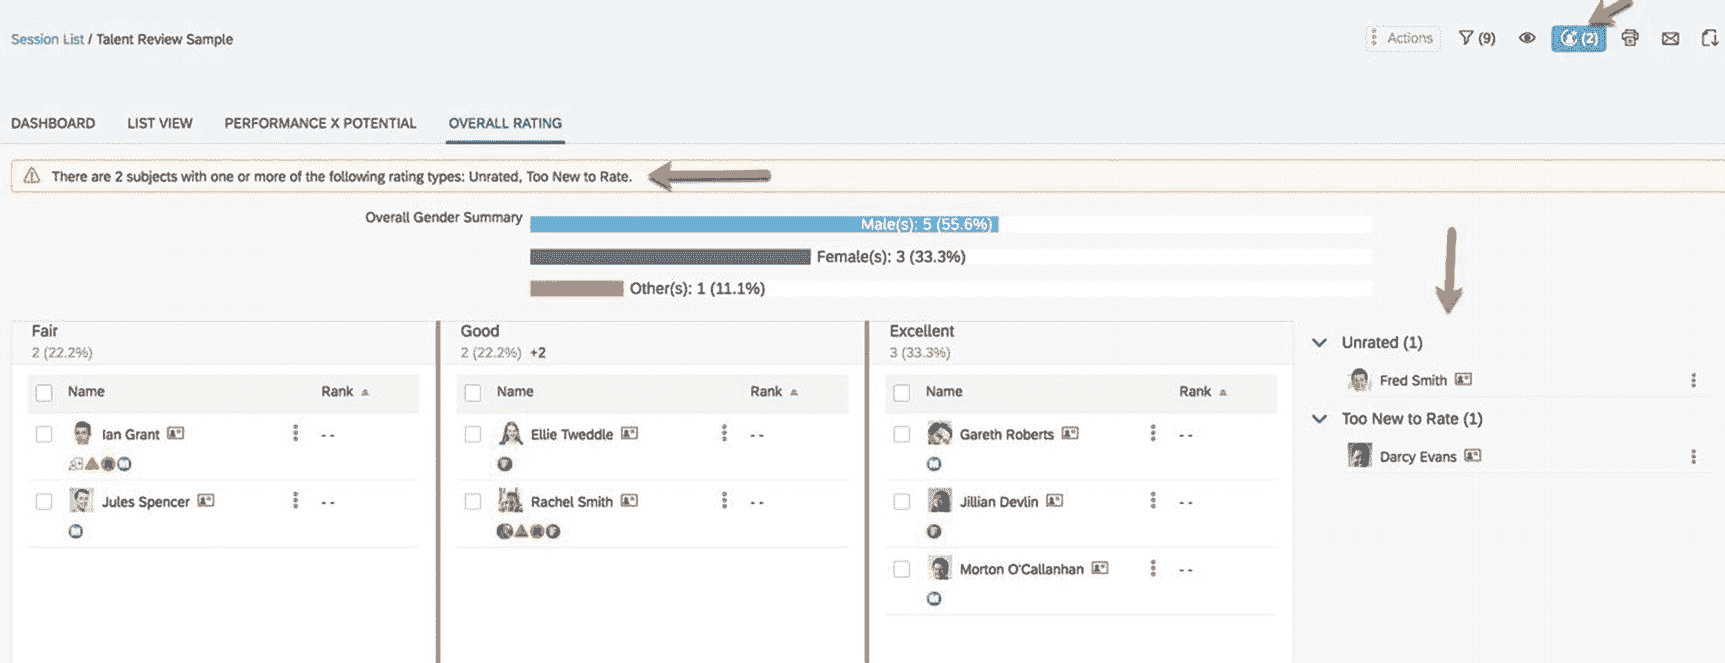 Session List / Talent Review Sample
Actions (9) (2)
DASHBOARD LIST VIEW PERFORMANCE X POTENTIAL OVERALL RATING
There are 2 subjects with one or more of the following rating types: Unrated, Too New to Rate.
Overall Gender Summary Male(s): 5 (55.6%)
Female(s): 3 (33.3%)
Other(s): 1 (11.1%)
Fair
2 (22.2%)
Name Rank
Ian Grant --
Jules Spencer --
Good
2 (22.2%) +2
Name Rank
Ellie Tweddle --
Rachel Smith --
Excellent
3 (33.3%)
Name Rank
Gareth Roberts --
Jillian Devlin --
Morton O'Callanhan --
Unrated (1)
Fred Smith
Too New to Rate (1)
Darcy Evans